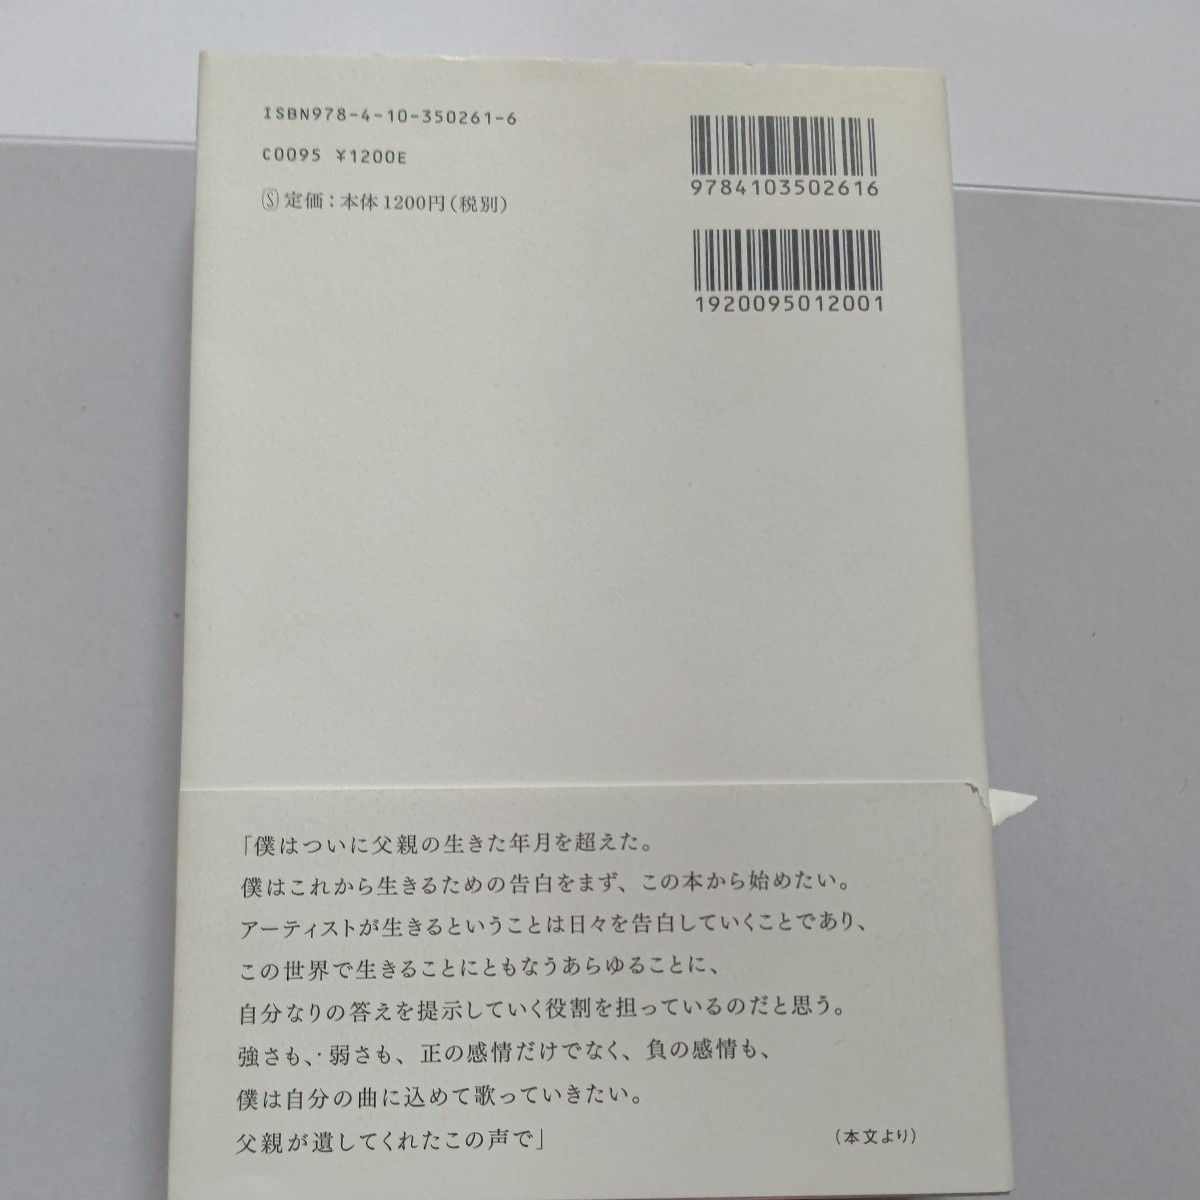 ISBN978-4-10-350261-6
C0095 ¥1200E
Ⓢ定価：本体1200円(税別)
9784103502616
1920095012001
「僕はついに父親の生きた年月を超えた。
僕はこれから生きるための告白をまず、この本から始めたい。
アーティストが生きるということは日々を告白していくことであり、
この世界で生きることにともなうあらゆることに、
自分なりの答えを提示していく役割を担っているのだと思う。
強さも、弱さも、正の感情だけでなく、負の感情も、
僕は自分の曲に込めて歌っていきたい。
父親が遺してくれたこの声で」
(本文より)